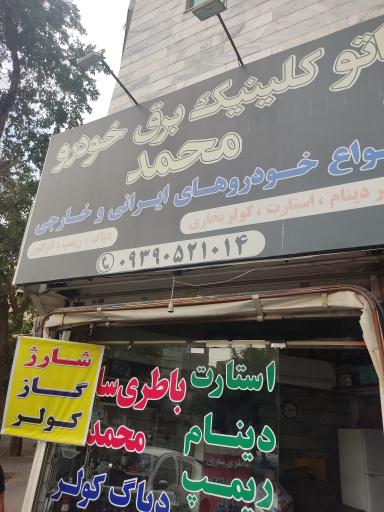 اتو کلینیک برق خودرو
محمد
انواع خودروهای ایرانی و خارجی
دینام ، استارت ، کولر بخاری
دیاگ ، ریمپ ، انژکتور
۰۹۳۹۰۵۲۱۰۱۴
شارژ
گاز
کولر
استارت
دینام
ریمپ
باطری سا
محمد
دیاگ کولر